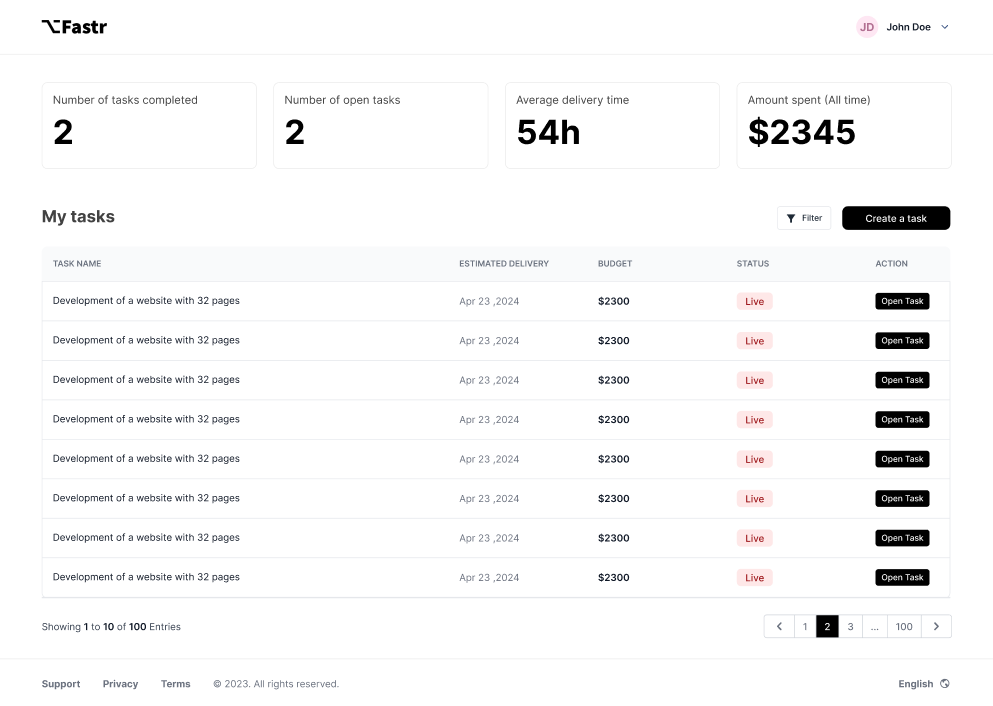 ⌥Fastr
JD John Doe
Number of tasks completed
2
Number of open tasks
2
Average delivery time
54h
Amount spent (All time)
$2345
My tasks
Filter
Create a task
TASK NAME ESTIMATED DELIVERY BUDGET STATUS ACTION
Development of a website with 32 pages Apr 23 ,2024 $2300 Live Open Task
Development of a website with 32 pages Apr 23 ,2024 $2300 Live Open Task
Development of a website with 32 pages Apr 23 ,2024 $2300 Live Open Task
Development of a website with 32 pages Apr 23 ,2024 $2300 Live Open Task
Development of a website with 32 pages Apr 23 ,2024 $2300 Live Open Task
Development of a website with 32 pages Apr 23 ,2024 $2300 Live Open Task
Development of a website with 32 pages Apr 23 ,2024 $2300 Live Open Task
Development of a website with 32 pages Apr 23 ,2024 $2300 Live Open Task
Showing 1 to 10 of 100 Entries
1 2 3 ... 100
Support Privacy Terms © 2023. All rights reserved.
English